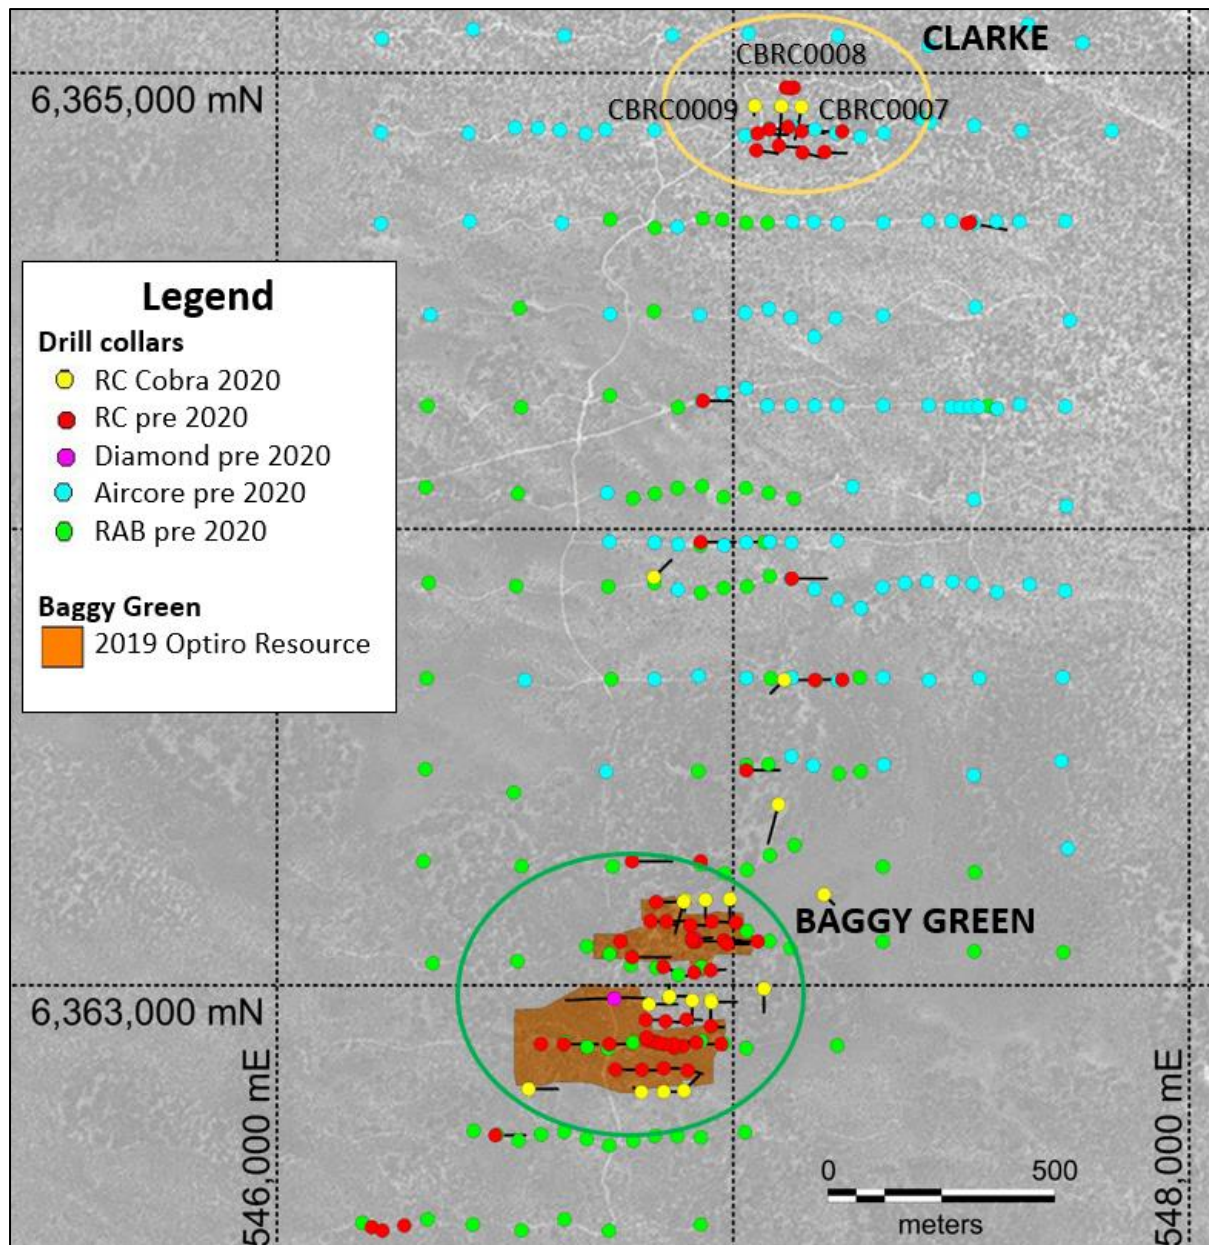 CLARKE
CBRC0008
6,365,000 mN
CBRC0009
CBRC0007
Legend
Drill collars
RC Cobra 2020
RC pre 2020
Diamond pre 2020
Aircore pre 2020
RAB pre 2020
Baggy Green
2019 Optiro Resource
BAGGY GREEN
6,363,000 mN
546,000 mE
548,000 mE
0
500
meters